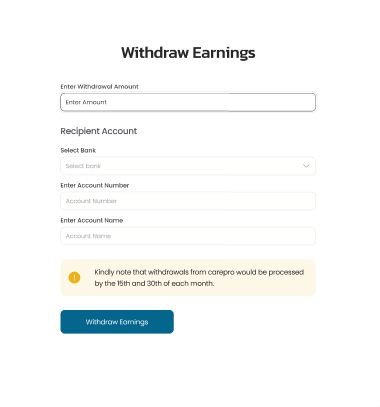 Withdraw Earnings
Enter Withdrawal Amount
Enter Amount
Recipient Account
Select Bank
Select bank
Enter Account Number
Account Number
Enter Account Name
Account Name
Kindly note that withdrawals from carepro would be processed
by the 15th and 30th of each month.
Withdraw Earnings